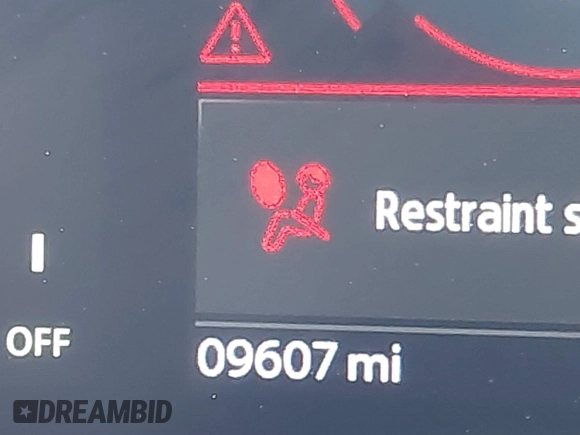 Restraint s
OFF
09607 mi
DREAMBID